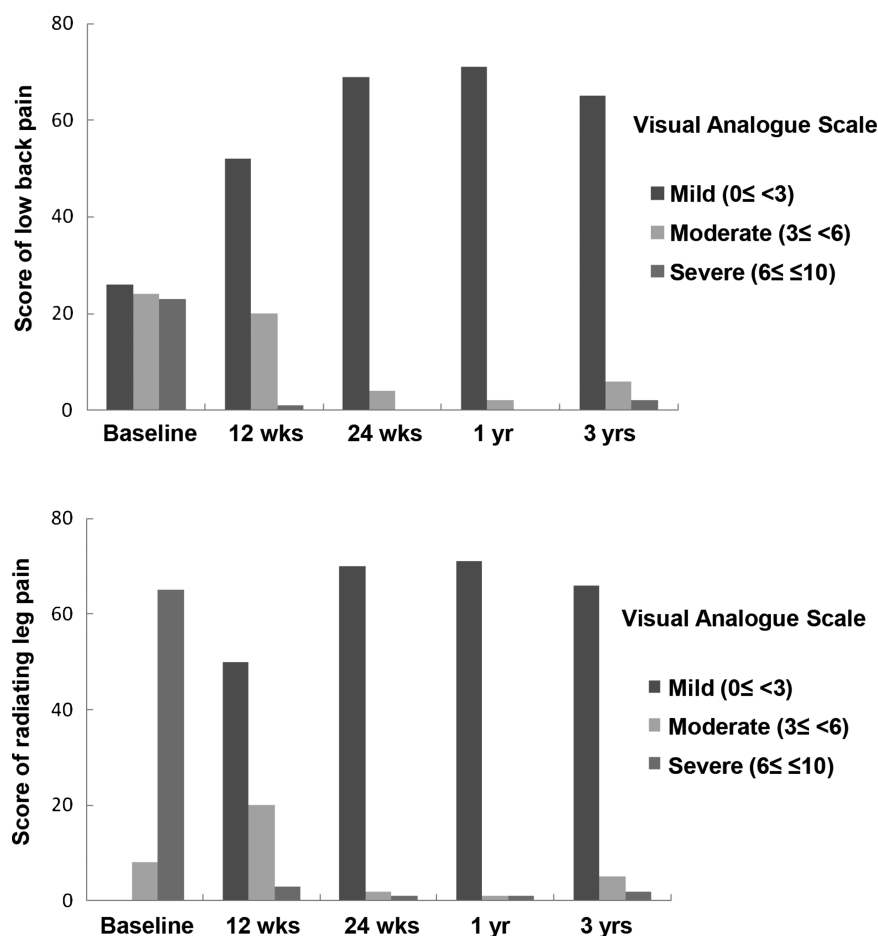 80
60
40
20
0
Score of low back pain
Baseline 12 wks 24 wks 1 yr 3 yrs
Visual Analogue Scale
Mild (0≤ <3)
Moderate (3≤ <6)
Severe (6≤ ≤10)
80
60
40
20
0
Score of radiating leg pain
Baseline 12 wks 24 wks 1 yr 3 yrs
Visual Analogue Scale
Mild (0≤ <3)
Moderate (3≤ <6)
Severe (6≤ ≤10)